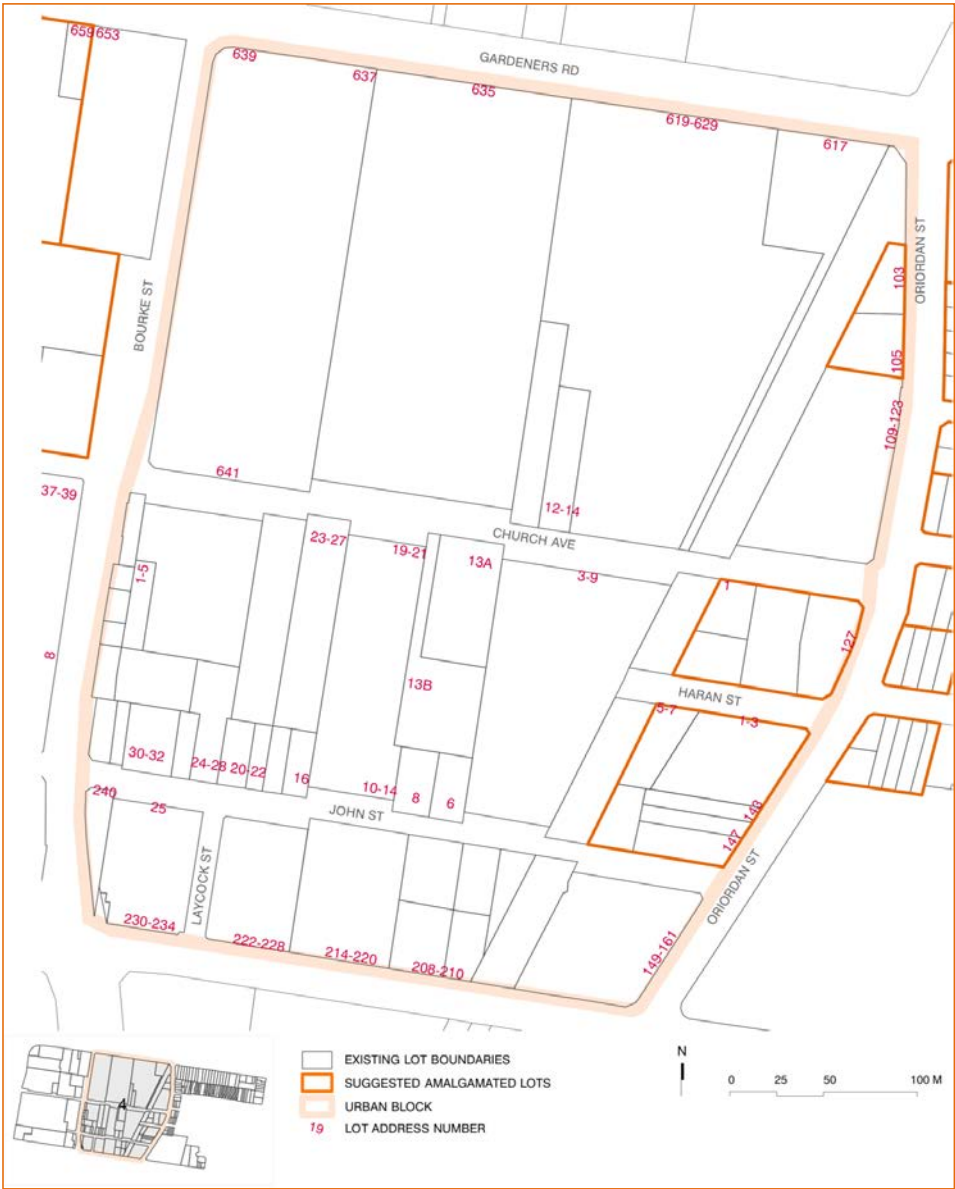 659 653
639
637
GARDENERS RD
635
619-629
617
ORIORDAN ST
103
BOURKE ST
105
109-123
641
37-39
12-14
CHURCH AVE
23-27
19-21
13A
3-9
1-5
1
127
8
13B
HARAN ST
5-7
1-3
30-32
24-28
20-22
16
10-14
8
6
JOHN ST
143
147
240
25
LAYCOCK ST
ORIORDAN ST
230-234
222-228
214-220
208-210
149-161
4
EXISTING LOT BOUNDARIES
SUGGESTED AMALGAMATED LOTS
URBAN BLOCK
19 LOT ADDRESS NUMBER
N
0 25 50 100 M